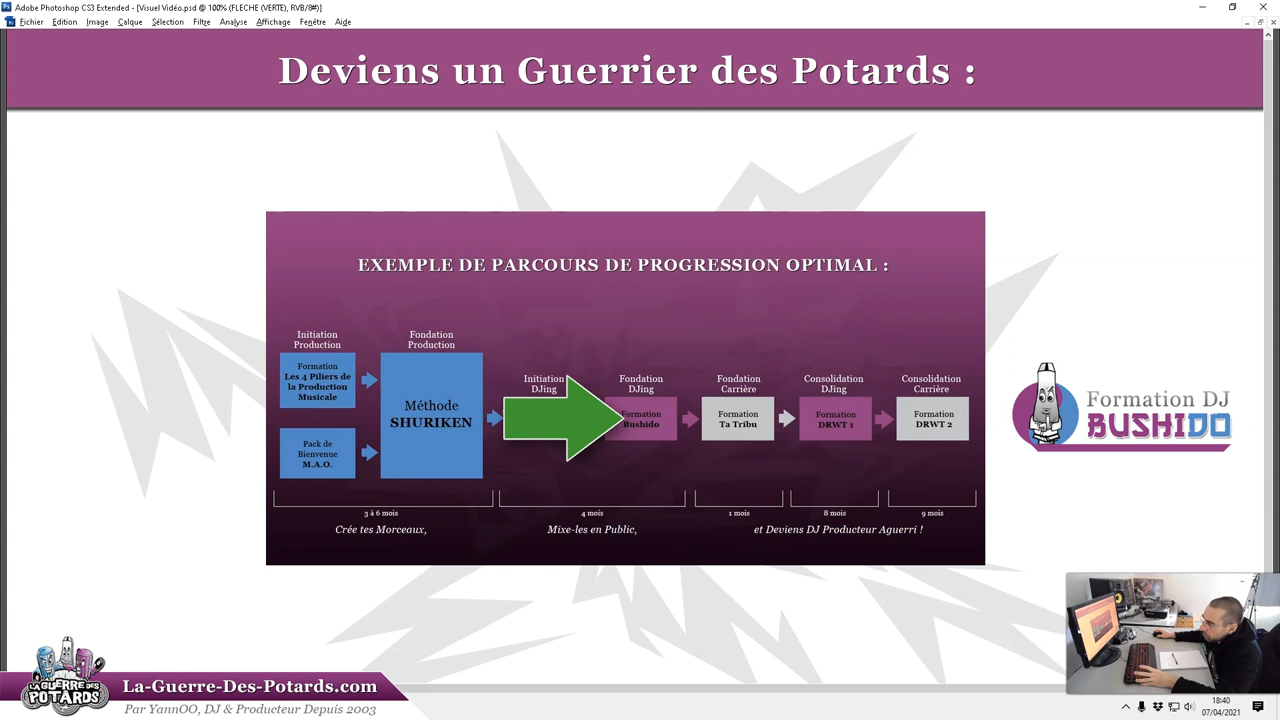 Adobe Photoshop CS3 Extended - [Visuel Vidéo.psd @ 100% (FLECHE (VERTE), RVB/8#)]
Fichier Edition Image Calque Sélection Filtre Analyse Affichage Fenêtre Aide
Deviens un Guerrier des Potards :
EXEMPLE DE PARCOURS DE PROGRESSION OPTIMAL :
Initiation
Production
Formation
Les 4 Piliers de
la Production
Musicale
Pack de
Bienvenue
M.A.O.
Fondation
Production
Méthode
SHURIKEN
Initiation
DJing
Fondation
DJing
Formation
Bushido
Fondation
Carrière
Formation
Ta Tribu
Consolidation
DJing
Formation
DRWT 1
Consolidation
Carrière
Formation
DRWT 2
3 à 6 mois
4 mois
1 mois
8 mois
9 mois
Crée tes Morceaux,
Mixe-les en Public,
et Deviens DJ Producteur Aguerri !
Formation DJ
BUSHIDO
LA GUERRE DES
POTARDS
La-Guerre-Des-Potards.com
Par YannOO, DJ & Producteur Depuis 2003
18:40
07/04/2021